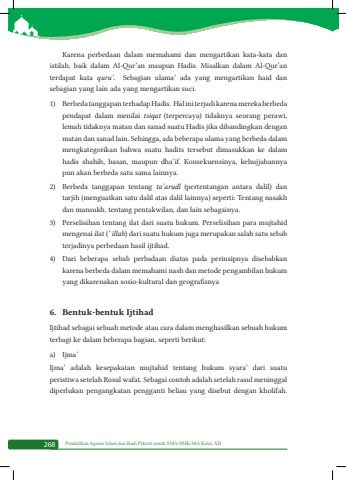 Karena perbedaan dalam memahami dan mengartikan kata-kata dan
istilah, baik dalam Al-Qur'an maupun Hadis. Misalkan dalam Al-Qur'an
terdapat kata quru'. Sebagian ulama' ada yang mengartikan haid dan
sebagian yang lain ada yang mengartikan suci.
1) Berbeda tanggapan terhadap Hadis. Hal ini terjadi karena mereka berbeda
pendapat dalam menilai tsiqat (terpercaya) tidaknya seorang perawi,
lemah tidaknya matan dan sanad suatu Hadis jika dibandingkan dengan
matan dan sanad lain. Sehingga, ada beberapa ulama yang berbeda dalam
mengkategorikan bahwa suatu hadits tersebut dimasukkan ke dalam
hadis shahih, hasan, maupun dha'if. Konsekuensinya, kehujjahannya
pun akan berbeda satu sama lainnya.
2) Berbeda tanggapan tentang ta'arudl (pertentangan antara dalil) dan
tarjih (menguatkan satu dalil atas dalil lainnya) seperti: Tentang nasakh
dan mansukh, tentang pentakwilan, dan lain sebagainya.
3) Perselisihan tentang ilat dari suatu hukum. Perselisihan para mujtahid
mengenai ilat (`illah) dari suatu hukum juga merupakan salah satu sebab
terjadinya perbedaan hasil ijtihad.
4) Dari beberapa sebab perbadaan diatas pada perinsipnya disebabkan
karena berbeda dalam memahami nash dan metode pengambilan hukum
yang dikarenakan sosio-kultural dan geografisnya
6. Bentuk-bentuk Ijtihad
Ijtihad sebagai sebuah metode atau cara dalam menghasilkan sebuah hukum
terbagi ke dalam beberapa bagian, seperti berikut:
a) Ijma'
Ijma' adalah kesepakatan mujtahid tentang hukum syara' dari suatu
peristiwa setelah Rosul wafat. Sebagai contoh adalah setelah rasul meninggal
diperlukan pengangkatan pengganti beliau yang disebut dengan kholifah.
268 Pendidikan Agama Islam dan Budi Pekerti untuk SMA/SMK/MA Kelas XII